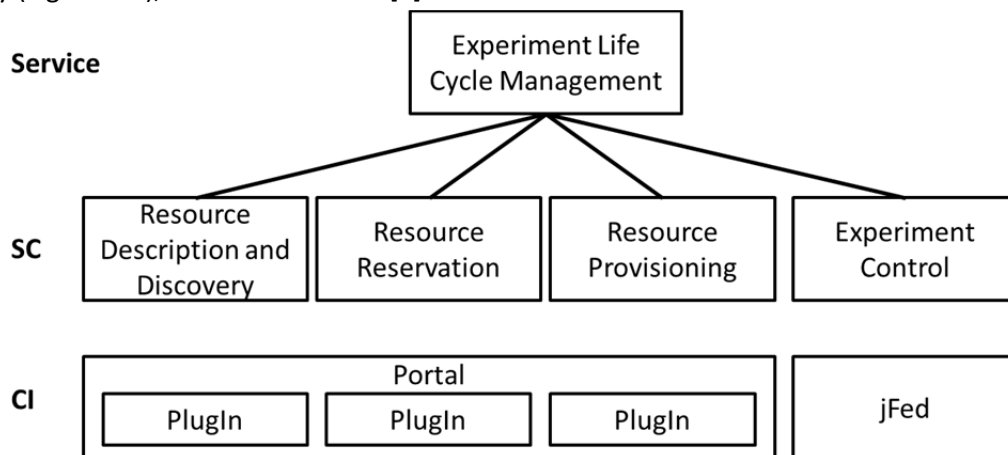 Service
Experiment Life
Cycle Management
SC
Resource
Description and
Discovery
Resource
Reservation
Resource
Provisioning
Experiment
Control
CI
Portal
PlugIn
PlugIn
PlugIn
jFed